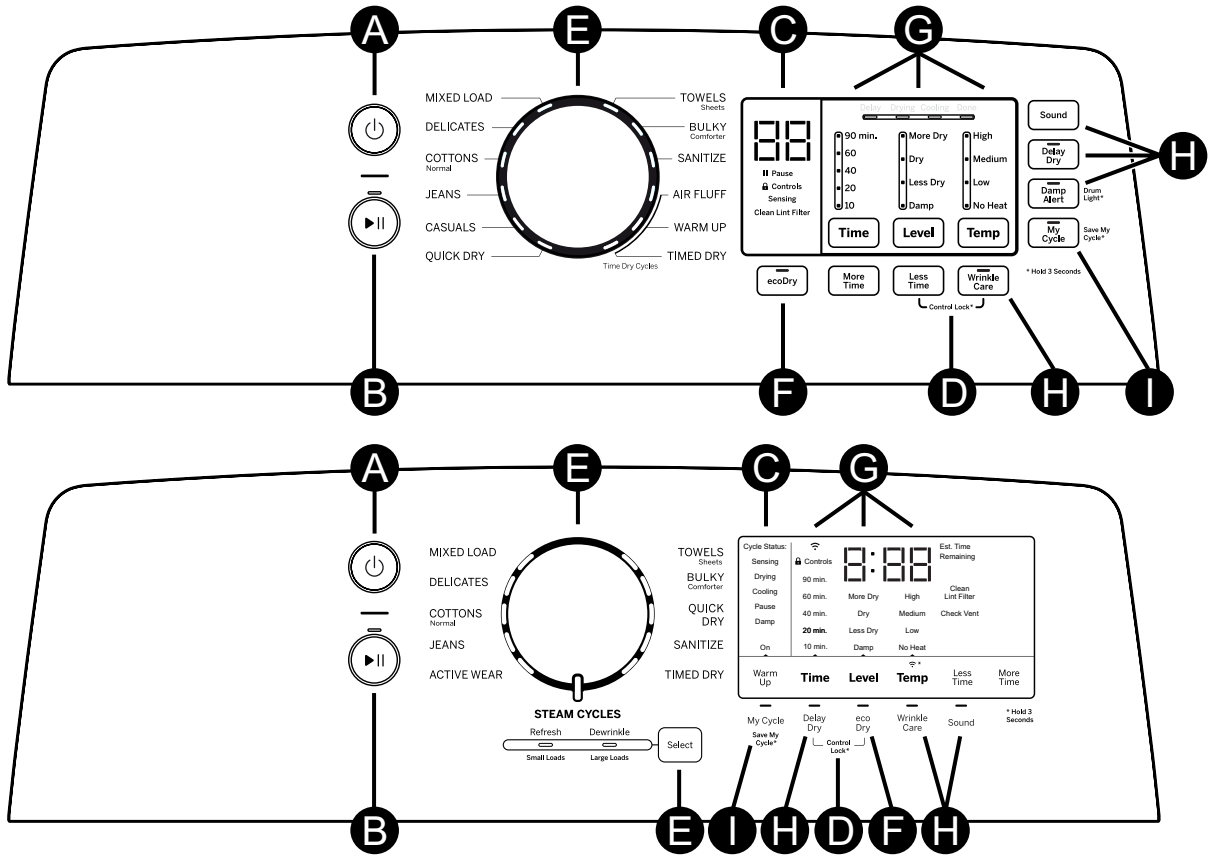 A
E
C
G
MIXED LOAD
DELICATES
COTTONS
Normal
JEANS
CASUALS
QUICK DRY
TOWELS
Sheets
BULKY
Comforter
SANITIZE
AIR FLUFF
WARM UP
TIMED DRY
Time Dry Cycles
88
Pause
Controls
Sensing
Clean Lint Filter
Delay Drying Cooling Done
90 min.
60
40
20
10
Time
More Dry
Dry
Less Dry
Damp
Level
High
Medium
Low
No Heat
Temp
Sound
Delay
Dry
Damp
Alert
Drum
Light*
My
Cycle
Save My
Cycle*
* Hold 3 Seconds
H
ecoDry
More
Time
Less
Time
Wrinkle
Care
Control Lock*
B
F
D
H
I
A
E
C
G
MIXED LOAD
DELICATES
COTTONS
Normal
JEANS
ACTIVE WEAR
TOWELS
Sheets
BULKY
Comforter
QUICK
DRY
SANITIZE
TIMED DRY
STEAM CYCLES
Refresh Dewrinkle
Small Loads Large Loads
Select
Cycle Status:
Sensing
Drying
Cooling
Pause
Damp
On
Warm
Up
Controls
90 min.
60 min.
40 min.
20 min.
10 min.
Time
8:88
More Dry
Dry
Less Dry
Damp
Level
High
Medium
Low
No Heat
*
Temp
Est. Time
Remaining
Clean
Lint Filter
Check Vent
Less
Time
More
Time
My Cycle
Save My
Cycle*
Delay
Dry
eco
Dry
Control
Lock*
Wrinkle
Care
Sound
* Hold 3
Seconds
B
E
I
H
D
F
H